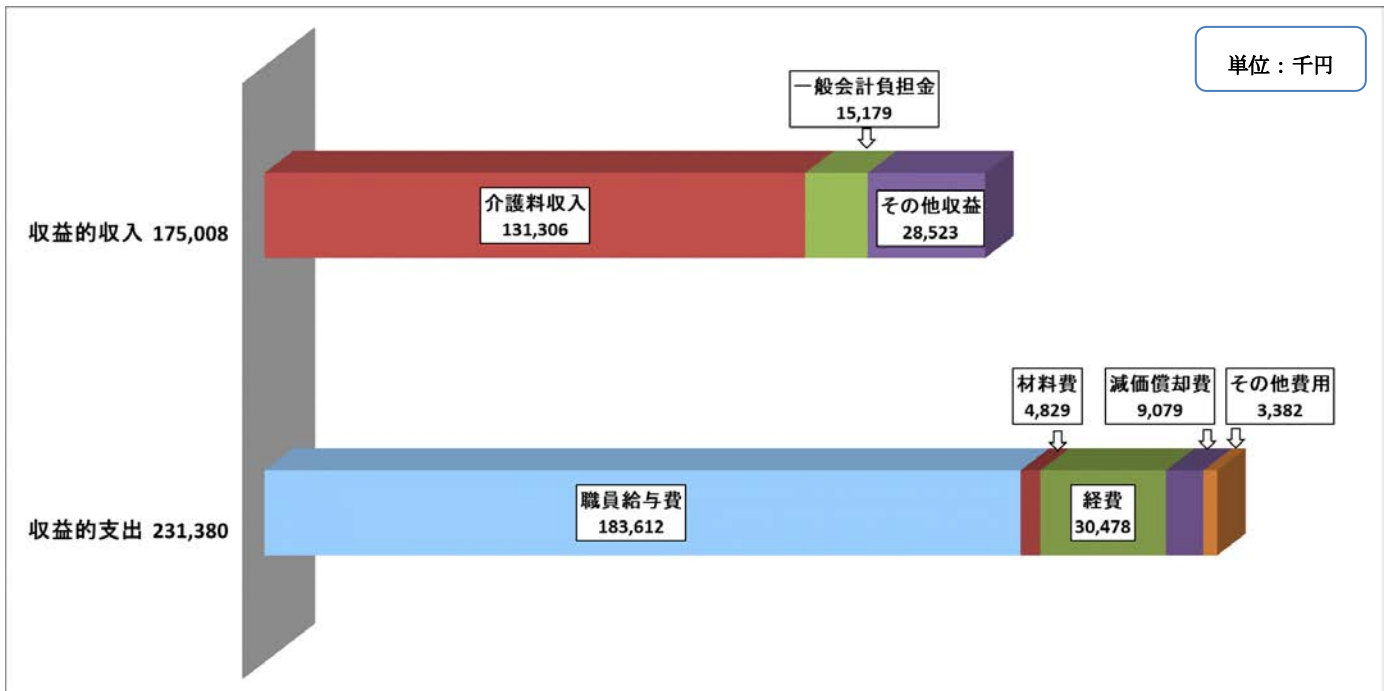 単位：千円
一般会計負担金
15,179
介護料収入
131,306
その他収益
28,523
収益的収入 175,008
材料費
4,829
減価償却費
9,079
その他費用
3,382
職員給与費
183,612
経費
30,478
収益的支出 231,380